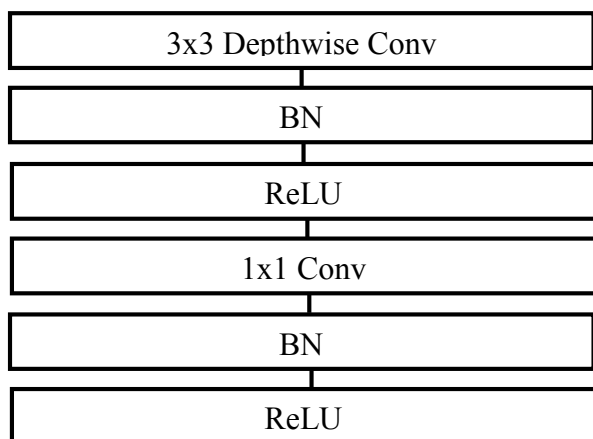 3x3 Depthwise Conv
BN
ReLU
1x1 Conv
BN
ReLU